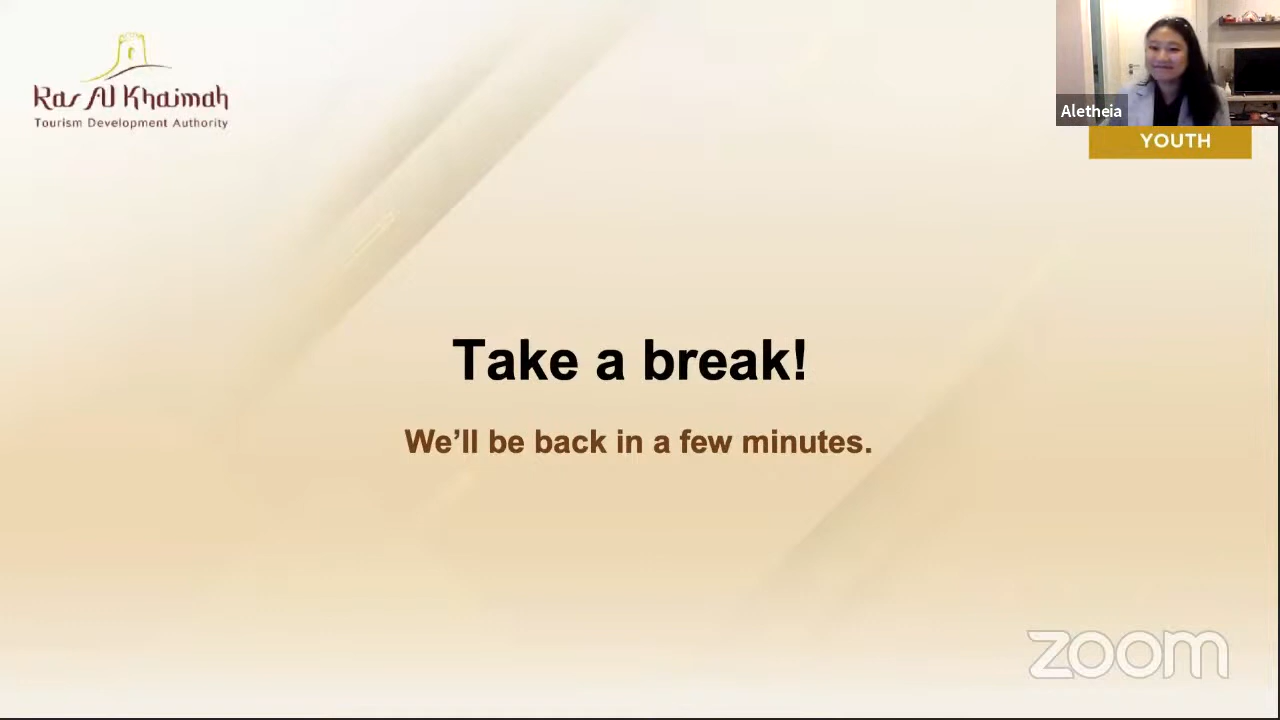 Ras Al Khaimah
Tourism Development Authority
Aletheia
YOUTH
Take a break!
We’ll be back in a few minutes.
zoom